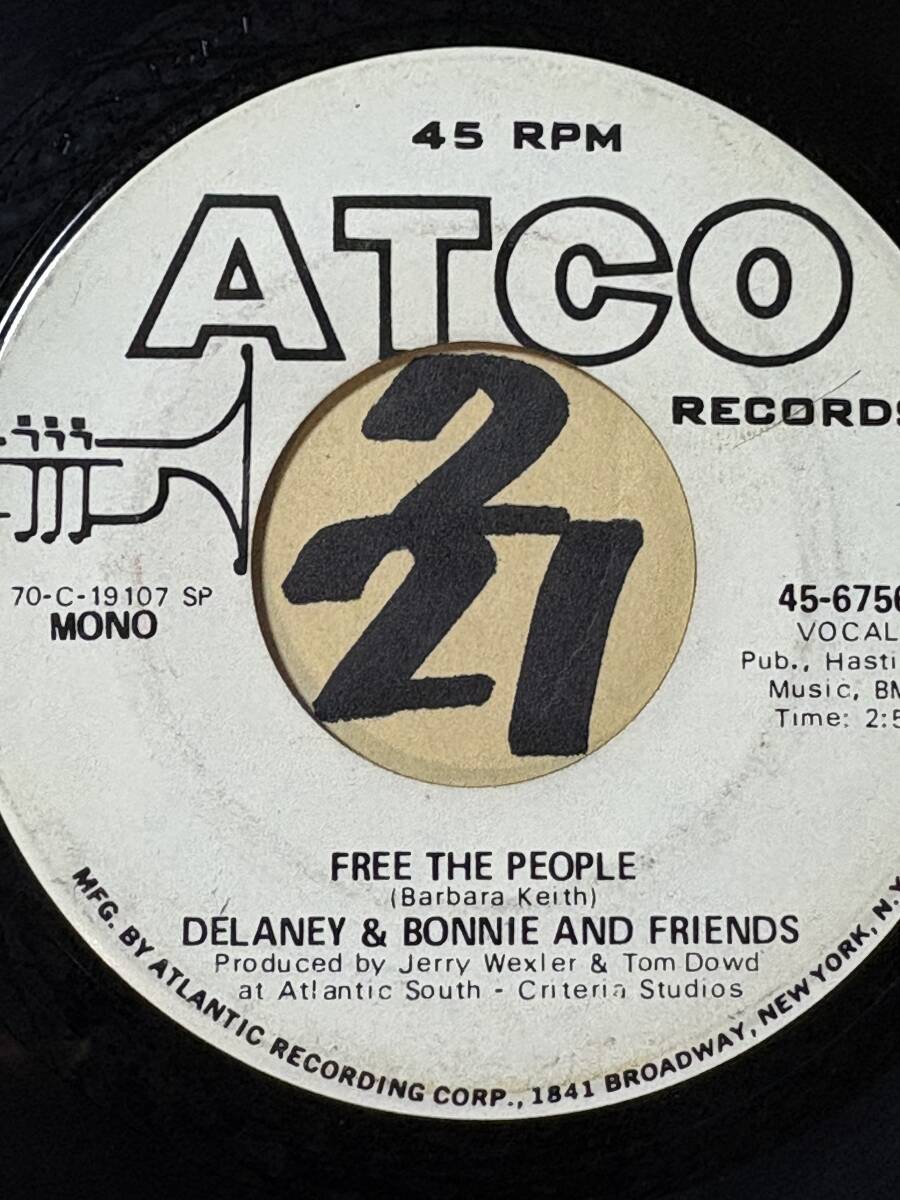 45 RPM
ATCO
RECORDS
2
21
70-C-19107 SP
MONO
45-6756
VOCAL
Pub., Hasti
Music, BM
Time: 2:5
FREE THE PEOPLE
(Barbara Keith)
DELANEY & BONNIE AND FRIENDS
Produced by Jerry Wexler & Tom Dowd
at Atlantic South - Criteria Studios
MFG. BY ATLANTIC RECORDING CORP., 1841 BROADWAY, NEW YORK, N.Y.